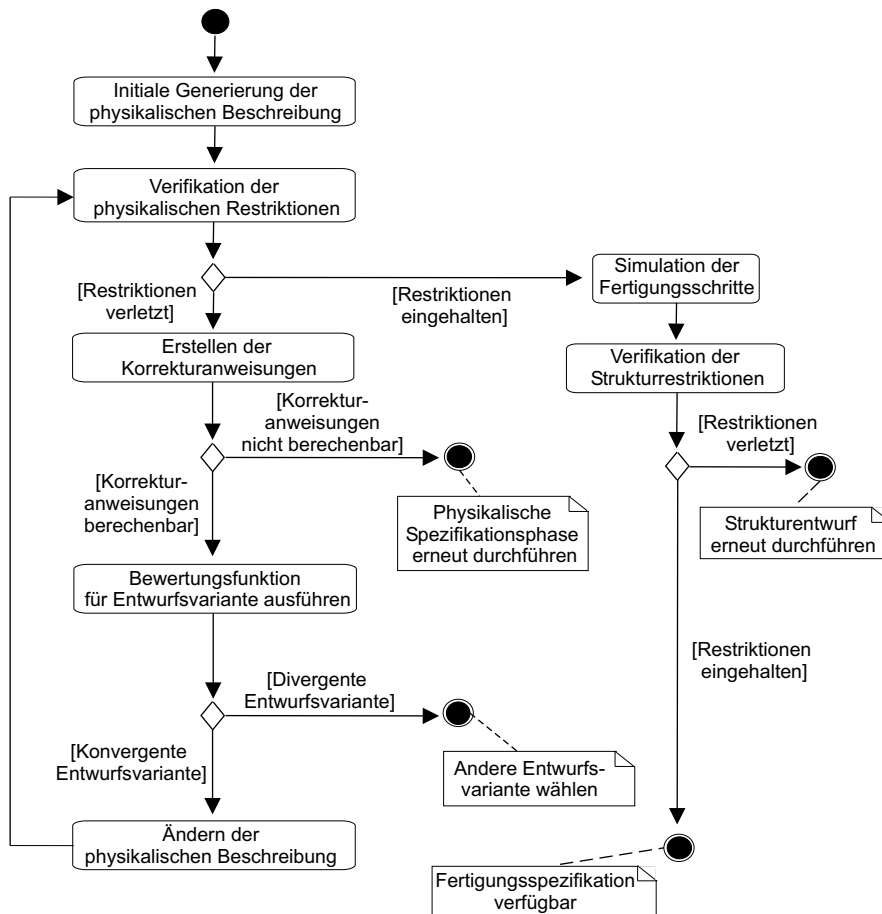 Initiale Generierung der
physikalischen Beschreibung
Verifikation der
physikalischen Restriktionen
[Restriktionen
verletzt]
[Restriktionen
eingehalten]
Simulation der
Fertigungsschritte
Erstellen der
Korrekturanweisungen
Verifikation der
Strukturrestriktionen
[Korrektur-
anweisungen
nicht berechenbar]
[Restriktionen
verletzt]
[Korrektur-
anweisungen
berechenbar]
Physikalische
Spezifikationsphase
erneut durchführen
Strukturentwurf
erneut durchführen
Bewertungsfunktion
für Entwurfsvariante ausführen
[Restriktionen
eingehalten]
[Divergente
Entwurfsvariante]
[Konvergente
Entwurfsvariante]
Andere Entwurfs-
variante wählen
Ändern der
physikalischen Beschreibung
Fertigungsspezifikation
verfügbar